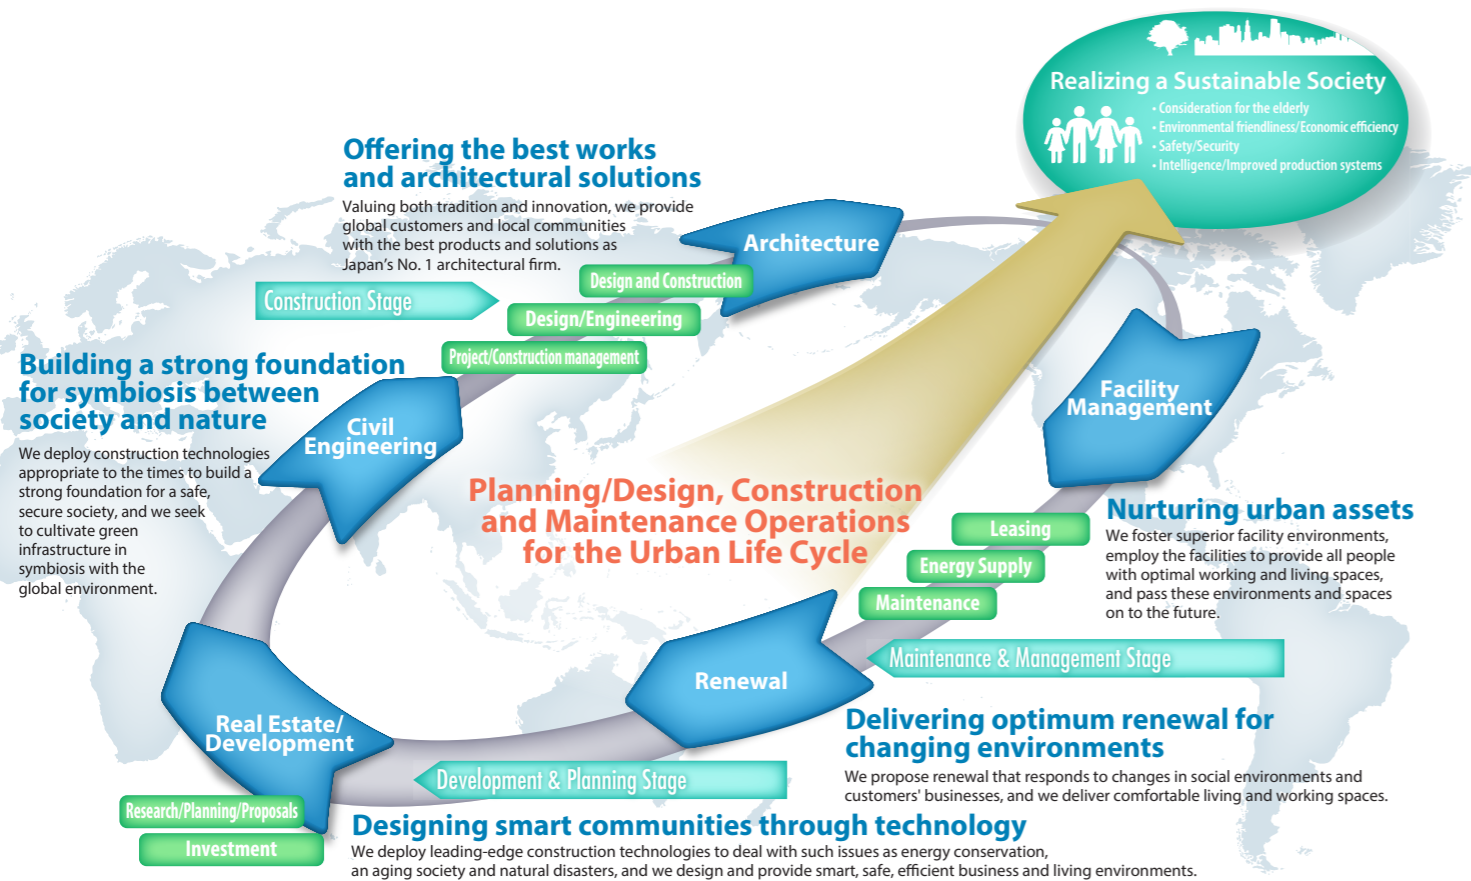 Realizing a Sustainable Society
• Consideration for the elderly
• Environmental friendliness/Economic efficiency
• Safety/Security
• Intelligence/Improved production systems
Offering the best works
and architectural solutions
Valuing both tradition and innovation, we provide
global customers and local communities
with the best products and solutions as
Japan's No. 1 architectural firm.
Architecture
Design and Construction
Construction Stage
Design/Engineering
Project/Construction management
Building a strong foundation
for symbiosis between
society and nature
We deploy construction technologies
appropriate to the times to build a
strong foundation for a safe,
secure society, and we seek
to cultivate green
infrastructure in
symbiosis with the
global environment.
Civil
Engineering
Facility
Management
Planning/Design, Construction
and Maintenance Operations
for the Urban Life Cycle
Nurturing urban assets
We foster superior facility environments,
employ the facilities to provide all people
with optimal working and living spaces,
and pass these environments and spaces
on to the future.
Leasing
Energy Supply
Maintenance
Maintenance & Management Stage
Renewal
Delivering optimum renewal for
changing environments
We propose renewal that responds to changes in social environments and
customers' businesses, and we deliver comfortable living and working spaces.
Real Estate/
Development
Development & Planning Stage
Research/Planning/Proposals
Investment
Designing smart communities through technology
We deploy leading-edge construction technologies to deal with such issues as energy conservation,
an aging society and natural disasters, and we design and provide smart, safe, efficient business and living environments.